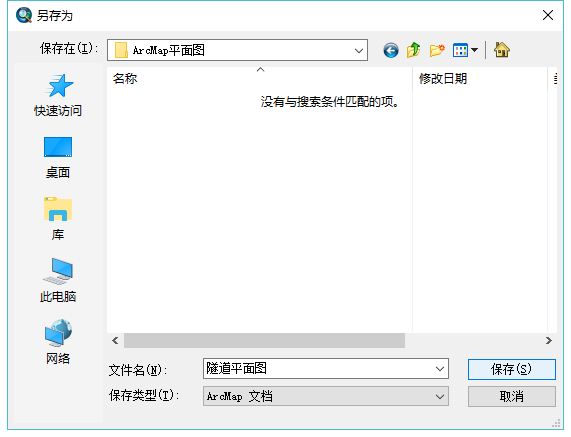 另存为
保存在(I):
ArcMap平面图
快速访问
桌面
库
此电脑
网络
名称
修改日期
没有与搜索条件匹配的项。
文件名(N):
隧道平面图
保存(S)
保存类型(T):
ArcMap 文档
取消